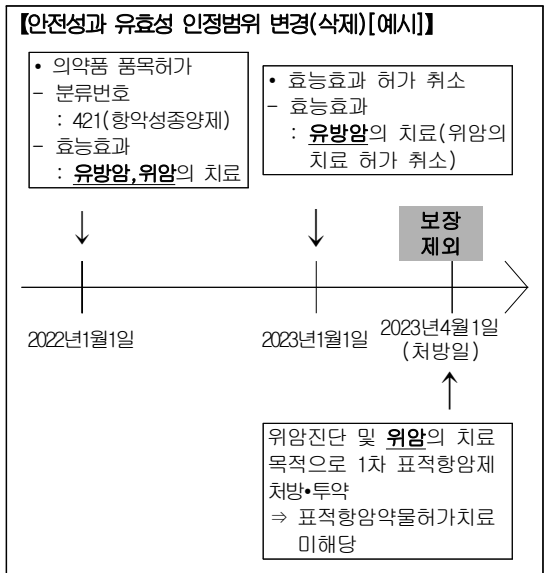 【안전성과 유효성 인정범위 변경(삭제)[예시]】
• 의약품 품목허가
- 분류번호
: 421(항악성종양제)
- 효능효과
: 유방암,위암의 치료
• 효능효과 허가 취소
- 효능효과
: 유방암의 치료(위암의
치료 허가 취소)
보장
제외
2022년1월1일
2023년1월1일
2023년4월1일
(처방일)
위암진단 및 위암의 치료
목적으로 1차 표적항암제
처방•투약
⇒ 표적항암약물허가치료
미해당